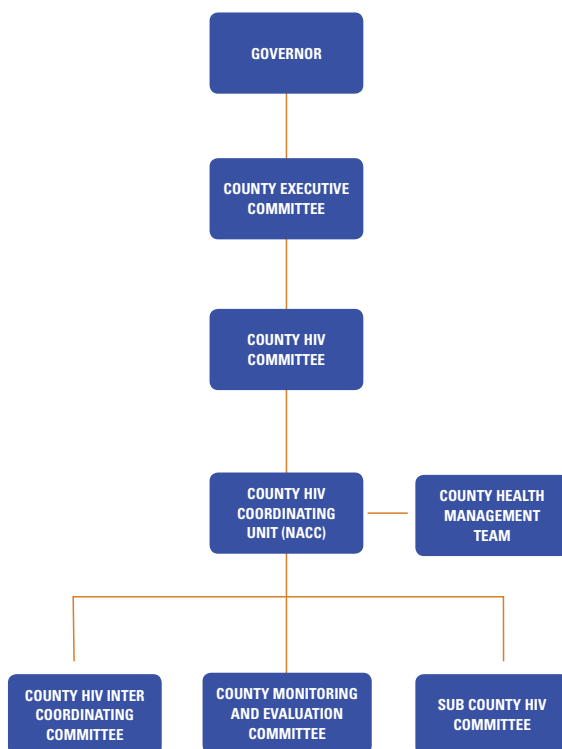 GOVERNOR
COUNTY EXECUTIVE
COMMITTEE
COUNTY HIV
COMMITTEE
COUNTY HIV
COORDINATING
UNIT (NACC)
COUNTY HEALTH
MANAGEMENT
TEAM
COUNTY HIV INTER
COORDINATING
COMMITTEE
COUNTY MONITORING
AND EVALUATION
COMMITTEE
SUB COUNTY HIV
COMMITTEE